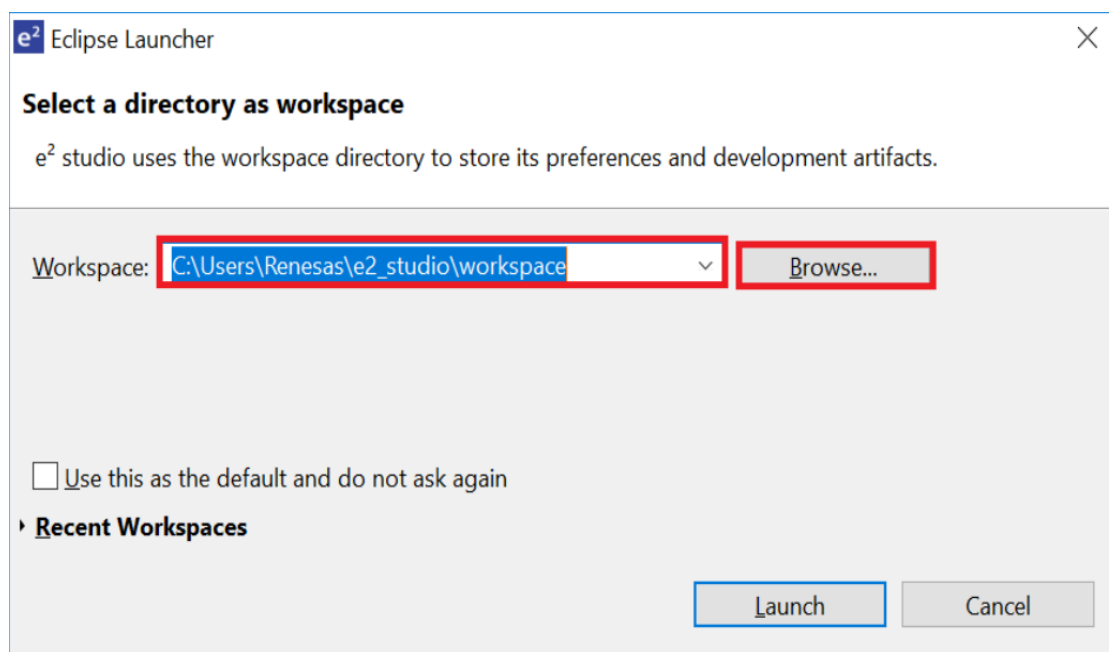 e² Eclipse Launcher
Select a directory as workspace
e² studio uses the workspace directory to store its preferences and development artifacts.
Workspace: C:\Users\Renesas\e2_studio\workspace Browse...
Use this as the default and do not ask again
Recent Workspaces
Launch Cancel